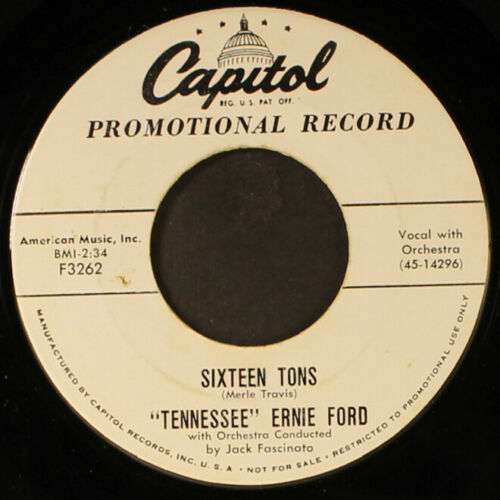 Capitol
REG. U.S. PAT. OFF.
PROMOTIONAL RECORD
American Music, Inc.
BMI-2:34
F3262
Vocal with
Orchestra
(45-14296)
SIXTEEN TONS
(Merle Travis)
"TENNESSEE" ERNIE FORD
with Orchestra Conducted
by Jack Fascinato
MANUFACTURED BY CAPITOL RECORDS, INC. U.S.A. • NOT FOR SALE • RESTRICTED TO PROMOTIONAL USE ONLY